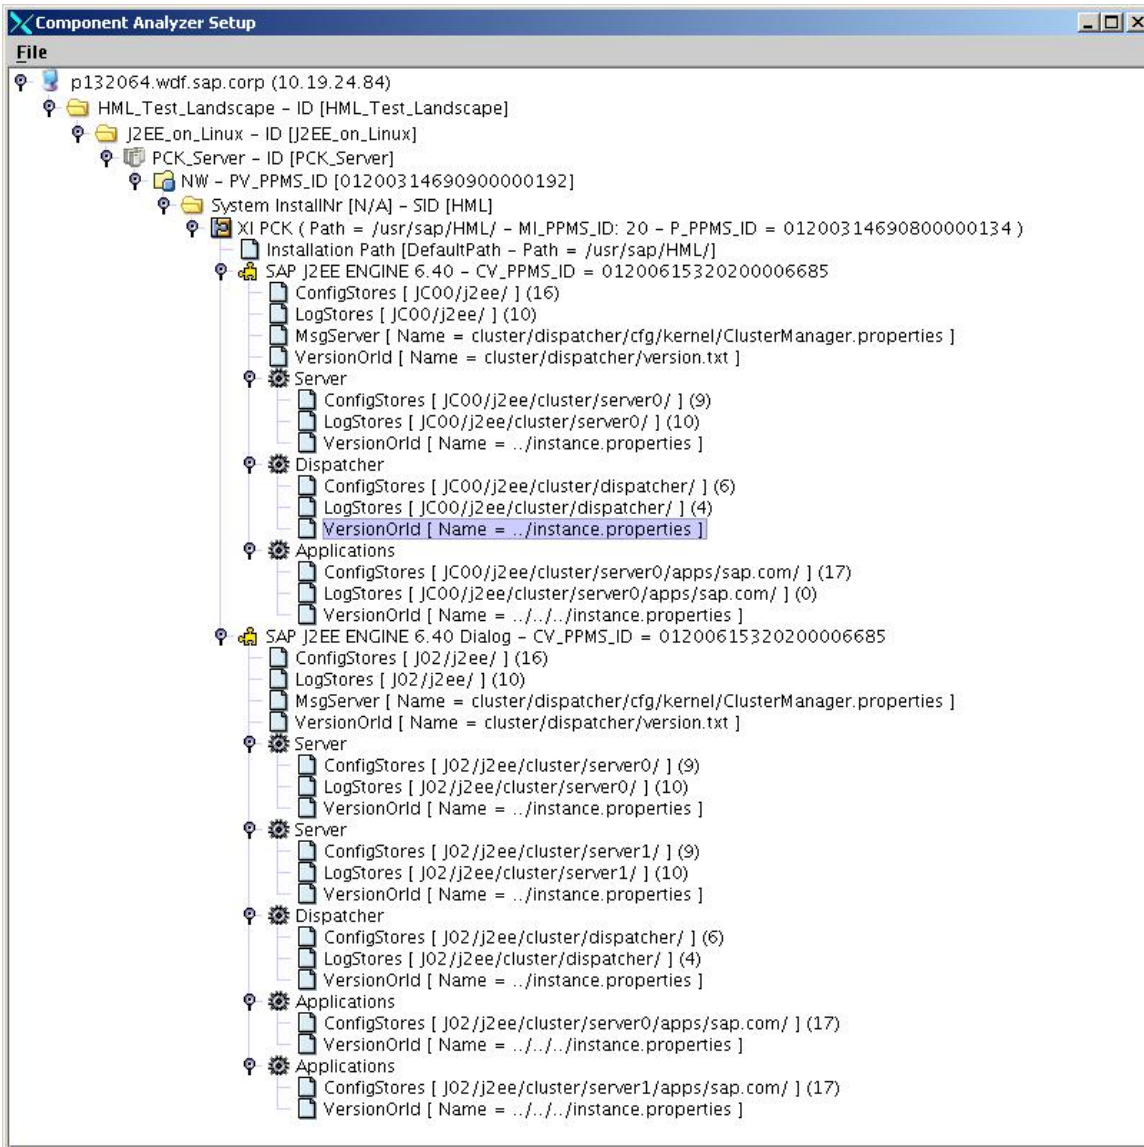 Component Analyzer Setup
File
p132064.wdf.sap.corp (10.19.24.84)
HML_Test_Landscape - ID [HML_Test_Landscape]
J2EE_on_Linux - ID [J2EE_on_Linux]
PCK_Server - ID [PCK_Server]
NW - PV_PPMS_ID [01200314690900000192]
System InstallNr [N/A] - SID [HML]
XI PCK ( Path = /usr/sap/HML/ - MI_PPMS_ID: 20 - P_PPMS_ID = 01200314690800000134 )
Installation Path [DefaultPath - Path = /usr/sap/HML/]
SAP J2EE ENGINE 6.40 - CV_PPMS_ID = 01200615320200006685
ConfigStores [ JC00/j2ee/ ] (16)
LogStores [ JC00/j2ee/ ] (10)
MsgServer [ Name = cluster/dispatcher/cfg/kernel/ClusterManager.properties ]
VersionOrId [ Name = cluster/dispatcher/version.txt ]
Server
ConfigStores [ JC00/j2ee/cluster/server0/ ] (9)
LogStores [ JC00/j2ee/cluster/server0/ ] (10)
VersionOrId [ Name = ../instance.properties ]
Dispatcher
ConfigStores [ JC00/j2ee/cluster/dispatcher/ ] (6)
LogStores [ JC00/j2ee/cluster/dispatcher/ ] (4)
VersionOrId [ Name = ../instance.properties ]
Applications
ConfigStores [ JC00/j2ee/cluster/server0/apps/sap.com/ ] (17)
LogStores [ JC00/j2ee/cluster/server0/apps/sap.com/ ] (0)
VersionOrId [ Name = ../../../instance.properties ]
SAP J2EE ENGINE 6.40 Dialog - CV_PPMS_ID = 01200615320200006685
ConfigStores [ J02/j2ee/ ] (16)
LogStores [ J02/j2ee/ ] (10)
MsgServer [ Name = cluster/dispatcher/cfg/kernel/ClusterManager.properties ]
VersionOrId [ Name = cluster/dispatcher/version.txt ]
Server
ConfigStores [ J02/j2ee/cluster/server0/ ] (9)
LogStores [ J02/j2ee/cluster/server0/ ] (10)
VersionOrId [ Name = ../instance.properties ]
Server
ConfigStores [ J02/j2ee/cluster/server1/ ] (9)
LogStores [ J02/j2ee/cluster/server1/ ] (10)
VersionOrId [ Name = ../instance.properties ]
Dispatcher
ConfigStores [ J02/j2ee/cluster/dispatcher/ ] (6)
LogStores [ J02/j2ee/cluster/dispatcher/ ] (4)
VersionOrId [ Name = ../instance.properties ]
Applications
ConfigStores [ J02/j2ee/cluster/server0/apps/sap.com/ ] (17)
VersionOrId [ Name = ../../../instance.properties ]
Applications
ConfigStores [ J02/j2ee/cluster/server1/apps/sap.com/ ] (17)
VersionOrId [ Name = ../../../instance.properties ]